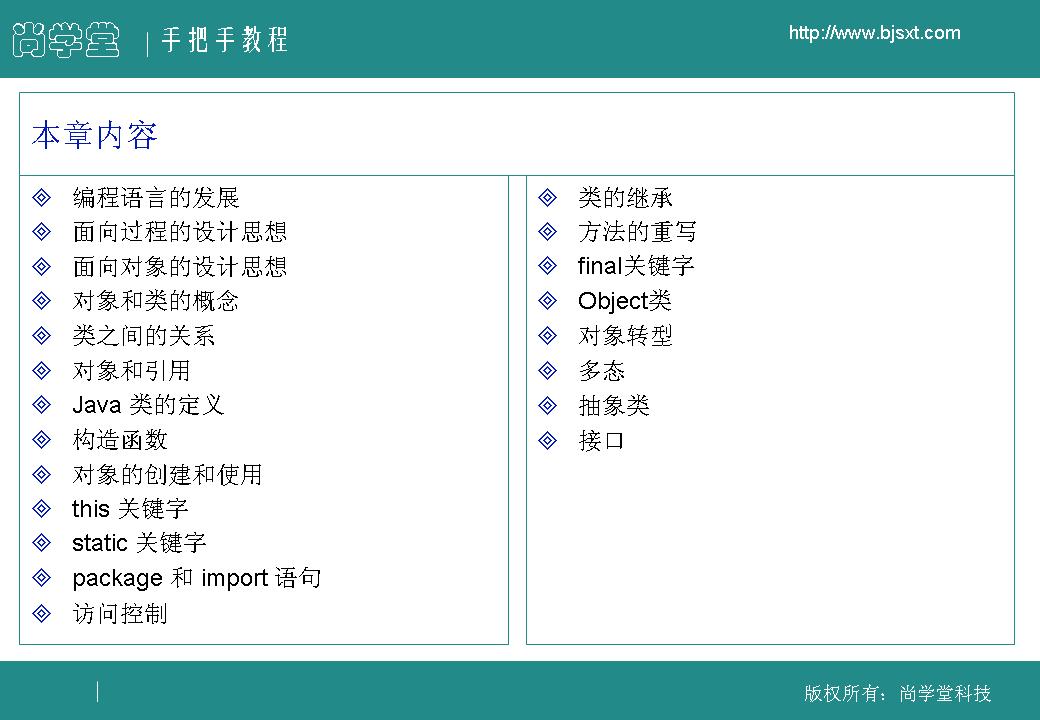 尚学堂
手把手教程
http://www.bjsxt.com
本章内容
编程语言的发展
面向过程的设计思想
面向对象的设计思想
对象和类的概念
类之间的关系
对象和引用
Java 类的定义
构造函数
对象的创建和使用
this 关键字
static 关键字
package 和 import 语句
访问控制
类的继承
方法的重写
final关键字
Object类
对象转型
多态
抽象类
接口
版权所有：尚学堂科技